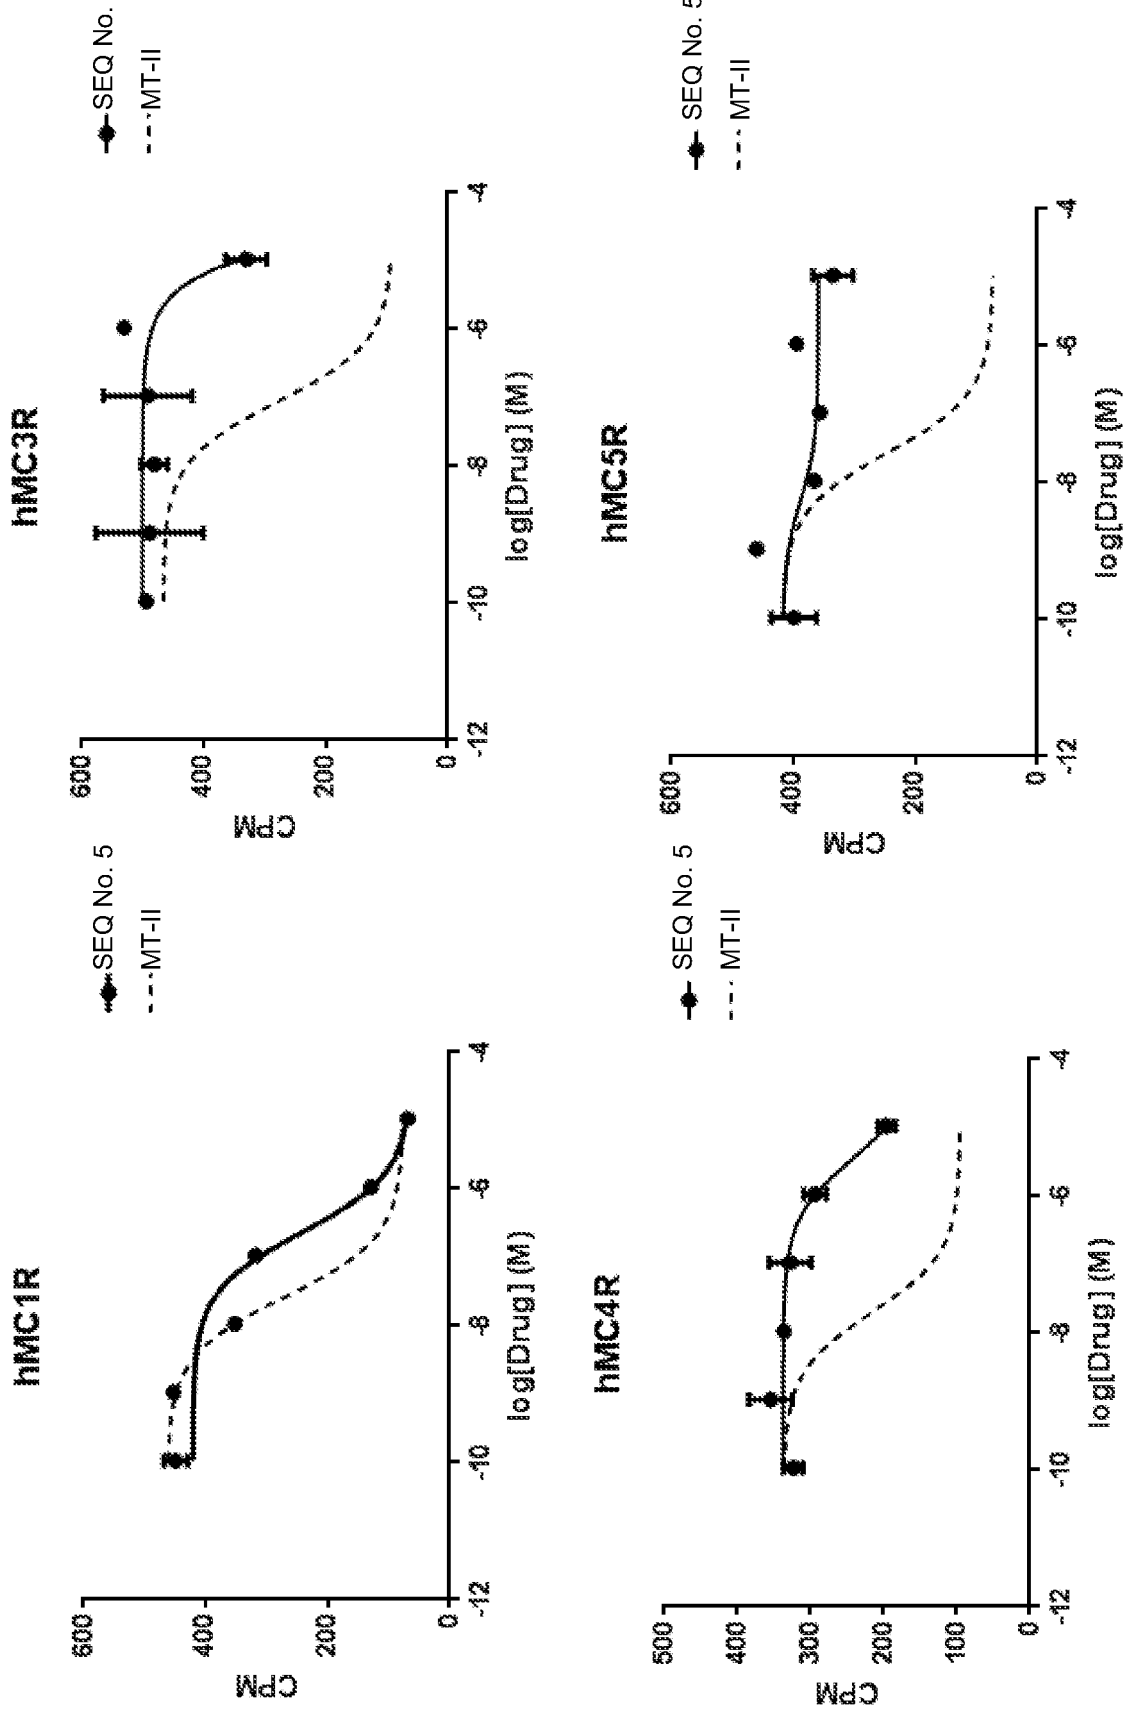 hMC1R
SEQ No. 5
MT-II
600
400
200
0
CPM
-12
-10
-8
-6
-4
log[Drug] (M)
hMC3R
SEQ No.
MT-II
600
400
200
0
CPM
-12
-10
-8
-6
-4
log[Drug] (M)
hMC4R
SEQ No. 5
MT-II
500
400
300
200
100
0
CPM
-12
-10
-8
-6
-4
log[Drug] (M)
hMC5R
SEQ No. 5
MT-II
600
400
200
0
CPM
-12
-10
-8
-6
-4
log[Drug] (M)